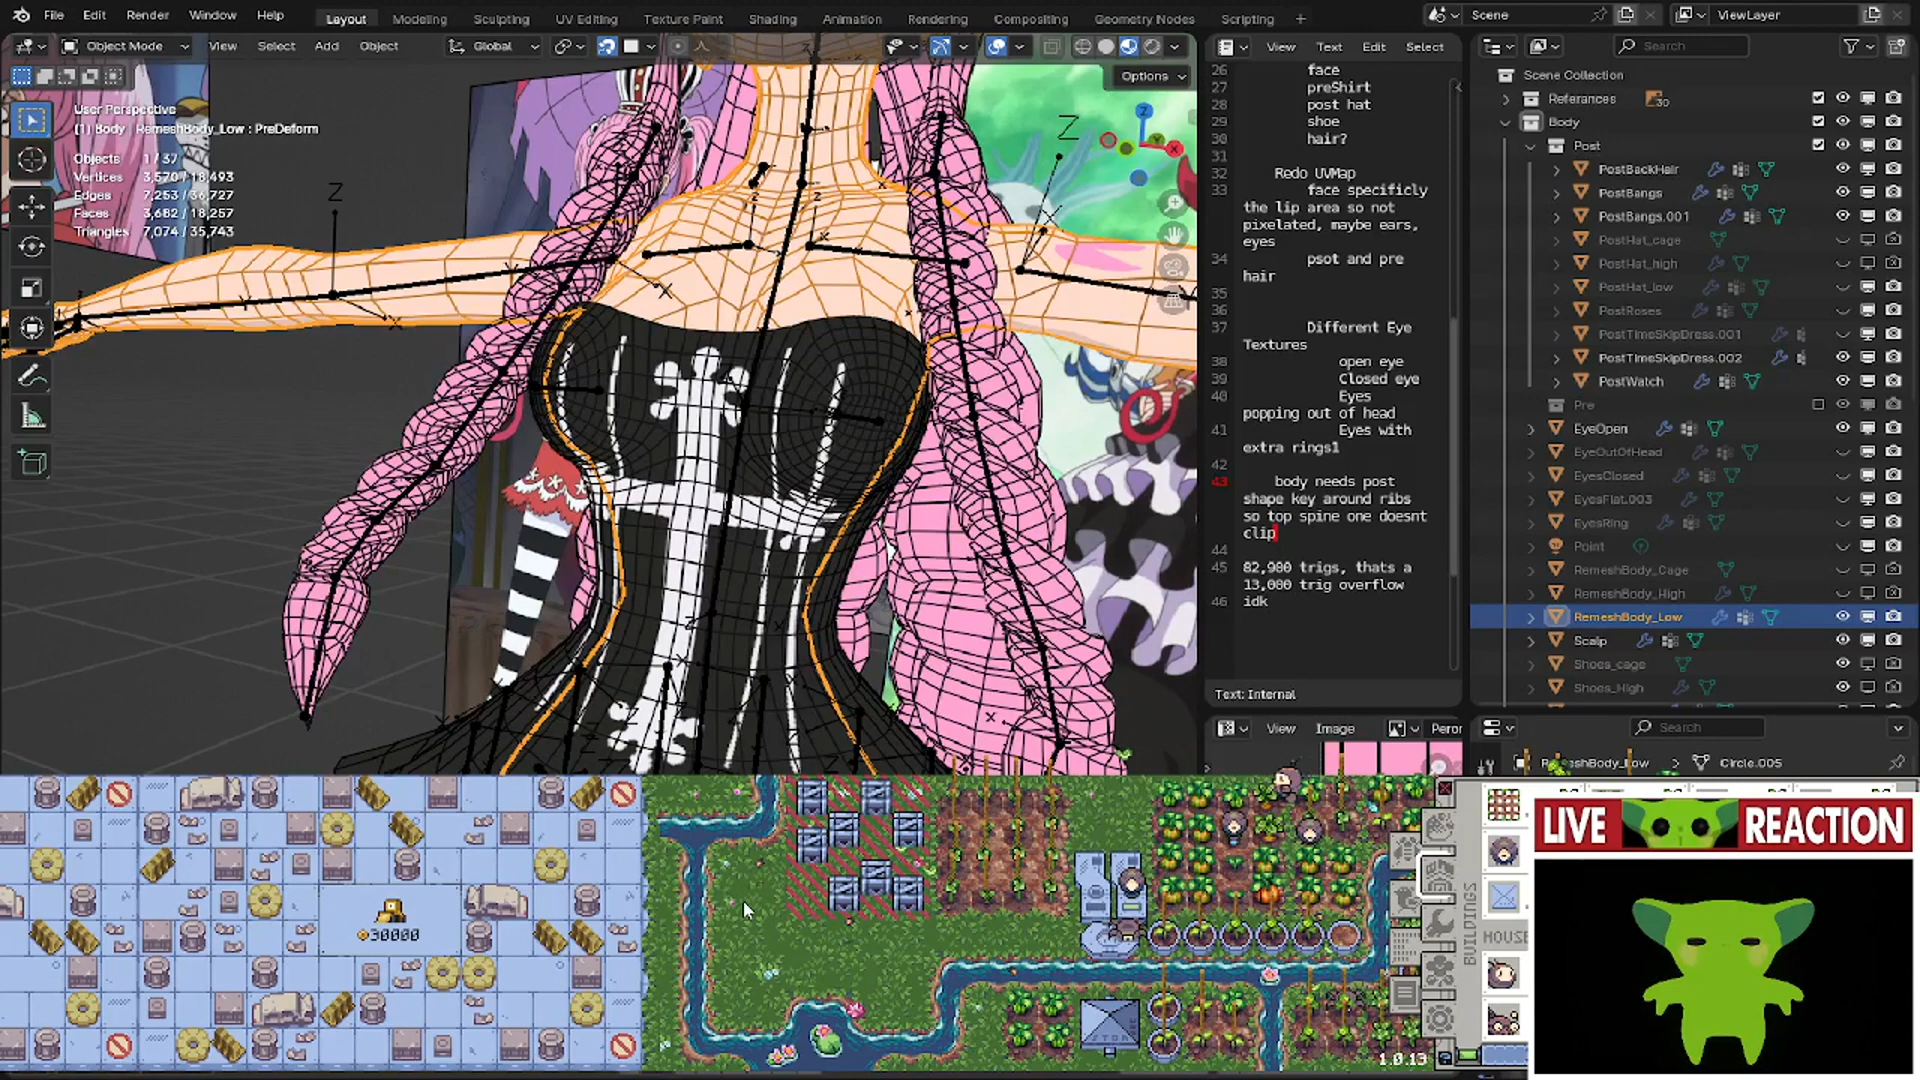 File Edit Render Window Help
Layout Modeling Sculpting UV Editing Texture Paint Shading Animation Rendering Compositing Geometry Nodes Scripting +
Scene
ViewLayer
Object Mode View Select Add Object
Global
Options
User Perspective
(1) Body RemeshBody_Low : PreDeform
Objects 1 / 37
Vertices 3,570 / 18,493
Edges 7,253 / 36,727
Faces 3,682 / 18,257
Triangles 7,074 / 35,743
Z
Z
View Text Edit Select
26 face
27 preShirt
28 post hat
29 shoe
30 hair?
31
32 Redo UVMap
33 face specificly
the lip area so not
pixelated, maybe ears,
eyes
34 psot and pre
hair
35
36
37 Different Eye
Textures
38 open eye
39 Closed eye
40 Eyes
popping out of head
41 Eyes with
extra rings1
42
43 body needs post
shape key around ribs
so top spine one doesnt
clip
44
45 82,900 trigs, thats a
13,000 trig overflow
46 idk
Text: Internal
View Image Peror
Search
Scene Collection
Referances 30
Body
Post
PostBackHair
PostBangs
PostBangs.001
PostHat_cage
PostHat_high
PostHat_low
PostRoses
PostTimeSkipDress.001
PostTimeSkipDress.002
PostWatch
Pre
EyeOpen
EyeOutOfHead
EyesClosed
EyesFlat.003
EyesRing
Point
RemeshBody_Cage
RemeshBody_High
RemeshBody_Low
Scalp
Shoes_cage
Shoes_High
Search
Circle.005
30000
STORE
1.0.13
BUILDINGS
HOUSE
LIVE REACTION